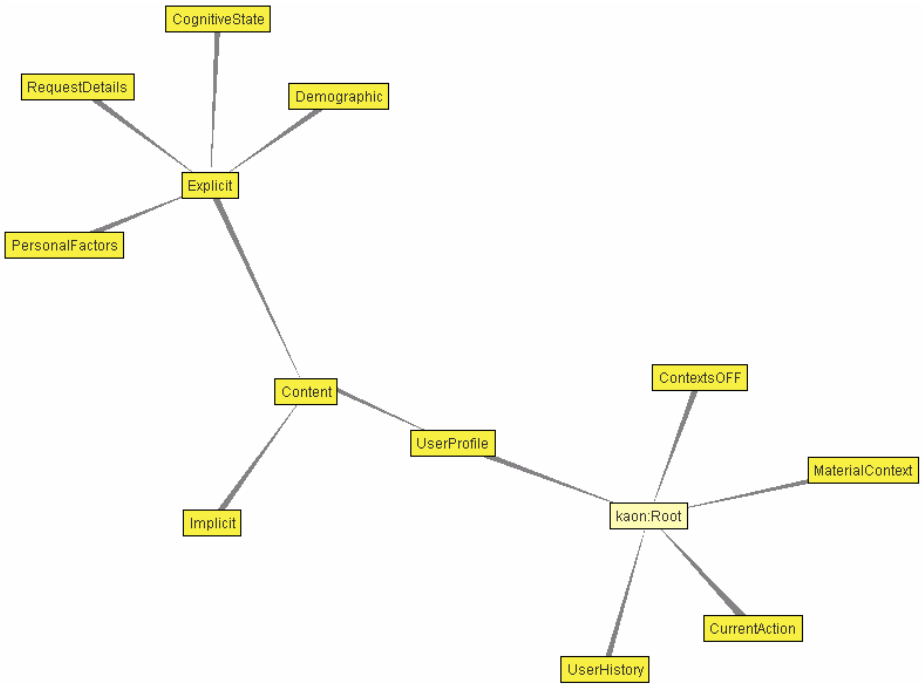 CognitiveState
RequestDetails
Demographic
Explicit
PersonalFactors
ContextsOFF
Content
UserProfile
MaterialContext
kaon:Root
Implicit
CurrentAction
UserHistory